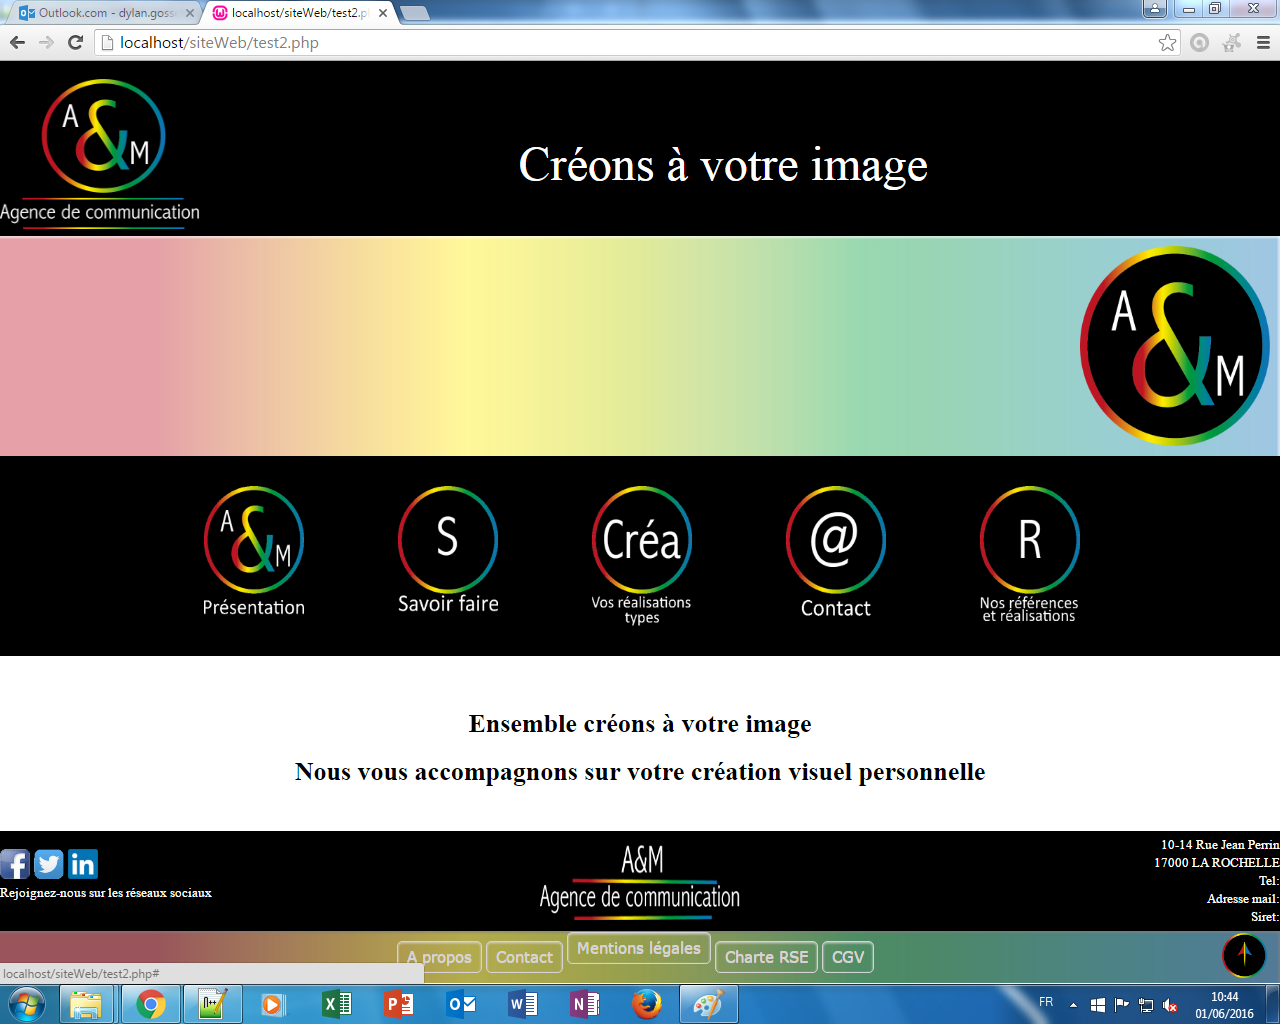 Outlook.com - dylan.goss
localhost/siteWeb/test2.p
localhost/siteWeb/test2.php
A & M
Agence de communication
Créons à votre image
A & M
A & M
Présentation
S
Savoir faire
Créa
Vos réalisations
types
@
Contact
R
Nos références
et réalisations
Ensemble créons à votre image
Nous vous accompagnons sur votre création visuel personnelle
Rejoignez-nous sur les réseaux sociaux
A&M
Agence de communication
10-14 Rue Jean Perrin
17000 LA ROCHELLE
Tel:
Adresse mail:
Siret:
A propos
Contact
Mentions légales
Charte RSE
CGV
localhost/siteWeb/test2.php#
FR
10:44
01/06/2016